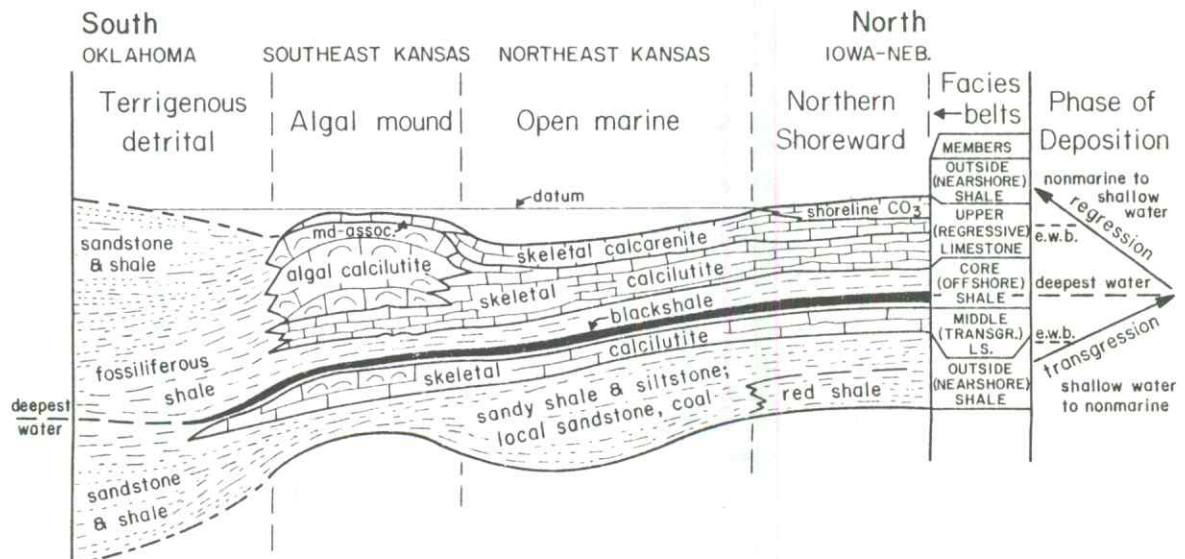 South
North
OKLAHOMA
SOUTHEAST KANSAS
NORTHEAST KANSAS
IOWA-NEB.
Terrigenous
detrital
Algal mound
Open marine
Northern
Shoreward
Facies
belts
Phase of
Deposition
MEMBERS
OUTSIDE
(NEARSHORE)
SHALE
UPPER
(REGRESSIVE)
LIMESTONE
CORE
(OFFSHORE)
SHALE
MIDDLE
(TRANSGR.)
LS.
OUTSIDE
(NEARSHORE)
SHALE
nonmarine to
shallow
water
regression
e.w.b.
deepest water
e.w.b.
transgression
shallow water
to nonmarine
datum
shoreline CO3
sandstone
& shale
md-assoc.
algal calcilutite
skeletal calcarenite
skeletal calcilutite
blackshale
skeletal calcilutite
fossiliferous
shale
deepest
water
sandy shale & siltstone;
local sandstone, coal
red shale
sandstone
& shale